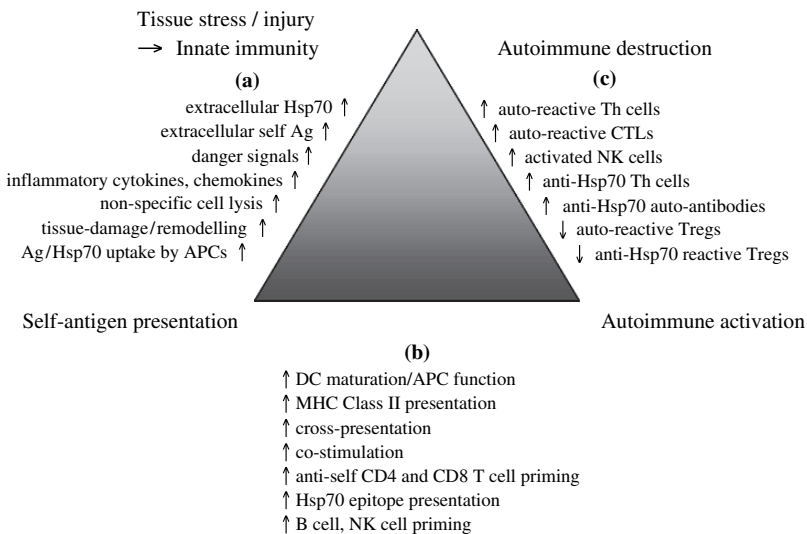 Tissue stress / injury
→ Innate immunity
(a)
extracellular Hsp70 ↑
extracellular self Ag ↑
danger signals ↑
inflammatory cytokines, chemokines ↑
non-specific cell lysis ↑
tissue-damage/remodelling ↑
Ag/Hsp70 uptake by APCs ↑
Autoimmune destruction
(c)
↑ auto-reactive Th cells
↑ auto-reactive CTLs
↑ activated NK cells
↑ anti-Hsp70 Th cells
↑ anti-Hsp70 auto-antibodies
↓ auto-reactive Tregs
↓ anti-Hsp70 reactive Tregs
Self-antigen presentation
Autoimmune activation
(b)
↑ DC maturation/APC function
↑ MHC Class II presentation
↑ cross-presentation
↑ co-stimulation
↑ anti-self CD4 and CD8 T cell priming
↑ Hsp70 epitope presentation
↑ B cell, NK cell priming